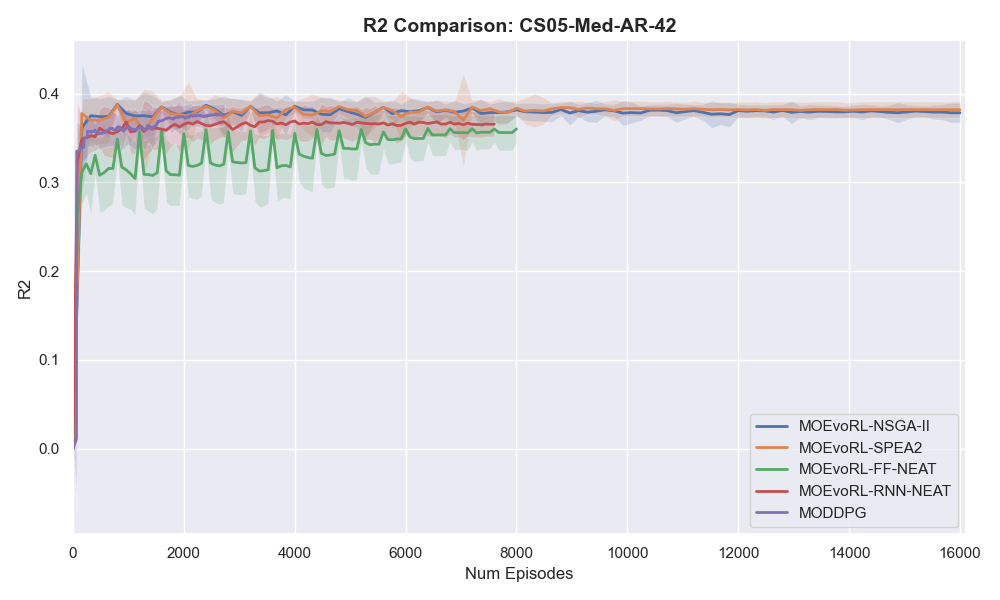 R2 Comparison: CS05-Med-AR-42
R2
0.4
0.3
0.2
0.1
0.0
0 2000 4000 6000 8000 10000 12000 14000 16000
Num Episodes
MOEvoRL-NSGA-II
MOEvoRL-SPEA2
MOEvoRL-FF-NEAT
MOEvoRL-RNN-NEAT
MODDPG